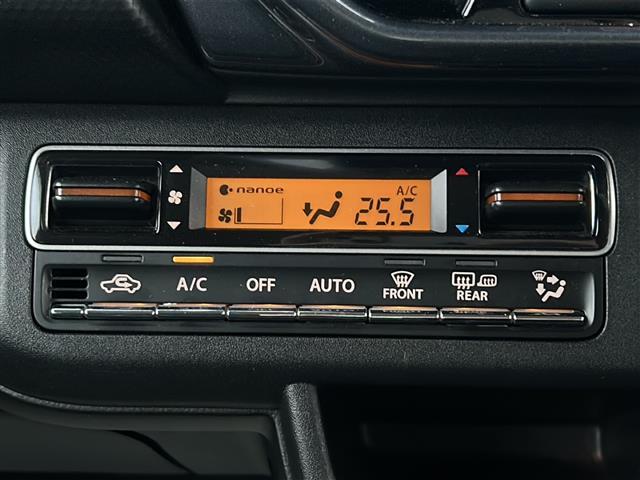 nanoe
A/C
25.5
A/C
OFF
AUTO
FRONT
REAR